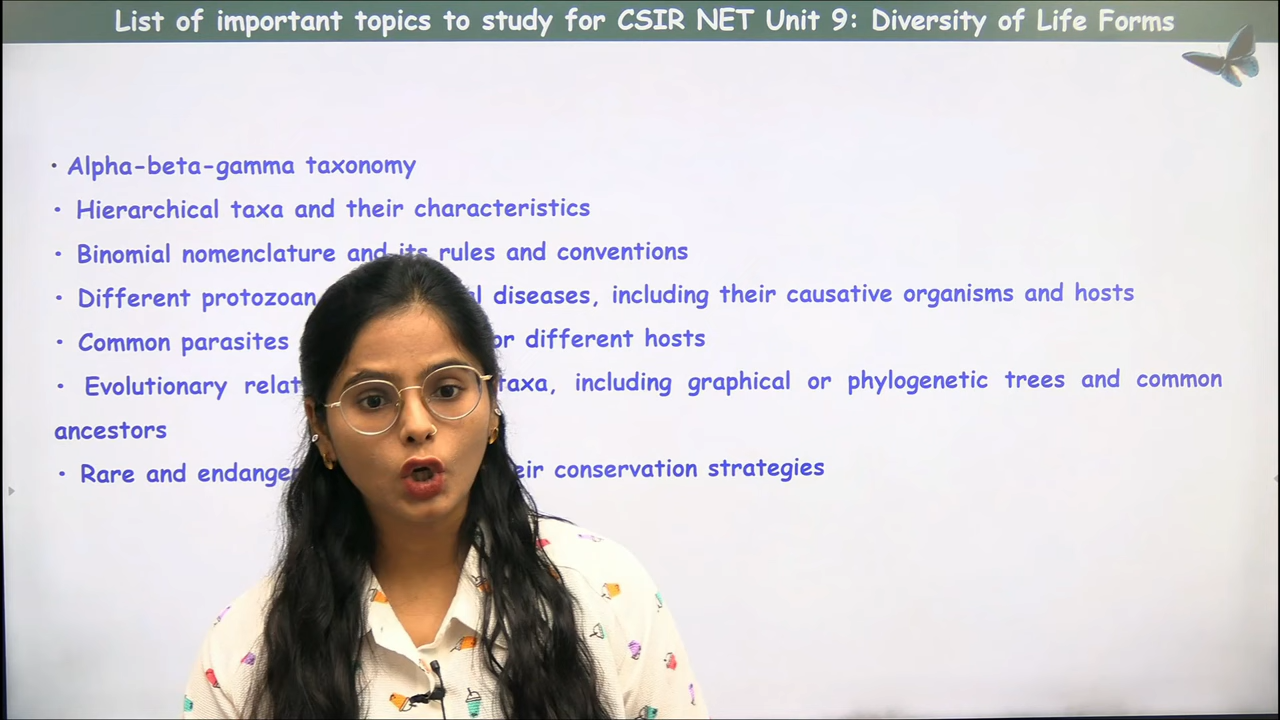 List of important topics to study for CSIR NET Unit 9: Diversity of Life Forms
• Alpha-beta-gamma taxonomy
• Hierarchical taxa and their characteristics
• Binomial nomenclature and its rules and conventions
• Different protozoan diseases, including their causative organisms and hosts
• Common parasites different hosts
• Evolutionary taxa, including graphical or phylogenetic trees and common
ancestors
• Rare and conservation strategies